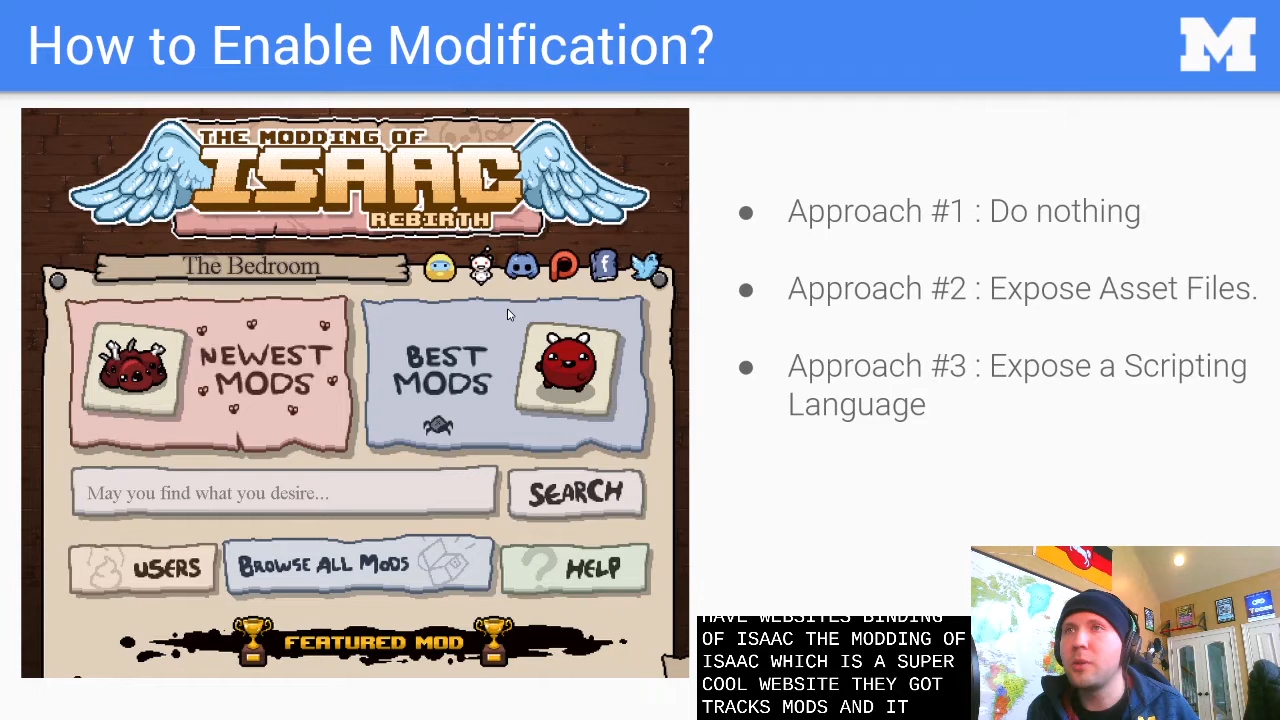 How to Enable Modification?
M
THE MODDING OF
ISAAC
REBIRTH
The Bedroom
NEWEST
MODS
BEST
MODS
May you find what you desire...
SEARCH
USERS
BROWSE ALL MODS
HELP
FEATURED MOD
● Approach #1 : Do nothing
● Approach #2 : Expose Asset Files.
● Approach #3 : Expose a Scripting
Language
HAVE WEBSITES BINDING
OF ISAAC THE MODDING OF
ISAAC WHICH IS A SUPER
COOL WEBSITE THEY GOT
TRACKS MODS AND IT